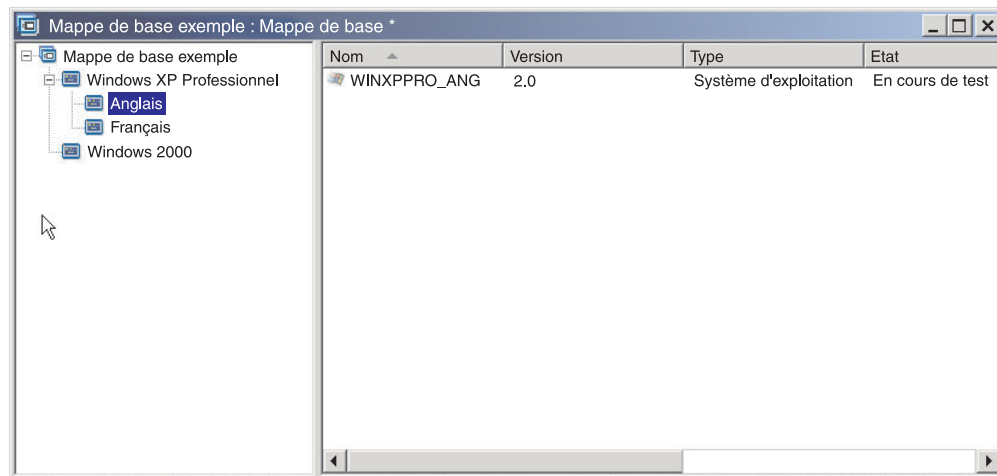 Mappe de base exemple : Mappe de base *
Mappe de base exemple
Windows XP Professionnel
Anglais
Français
Windows 2000
Nom Version Type Etat
WINXPPRO_ANG 2.0 Système d'exploitation En cours de test